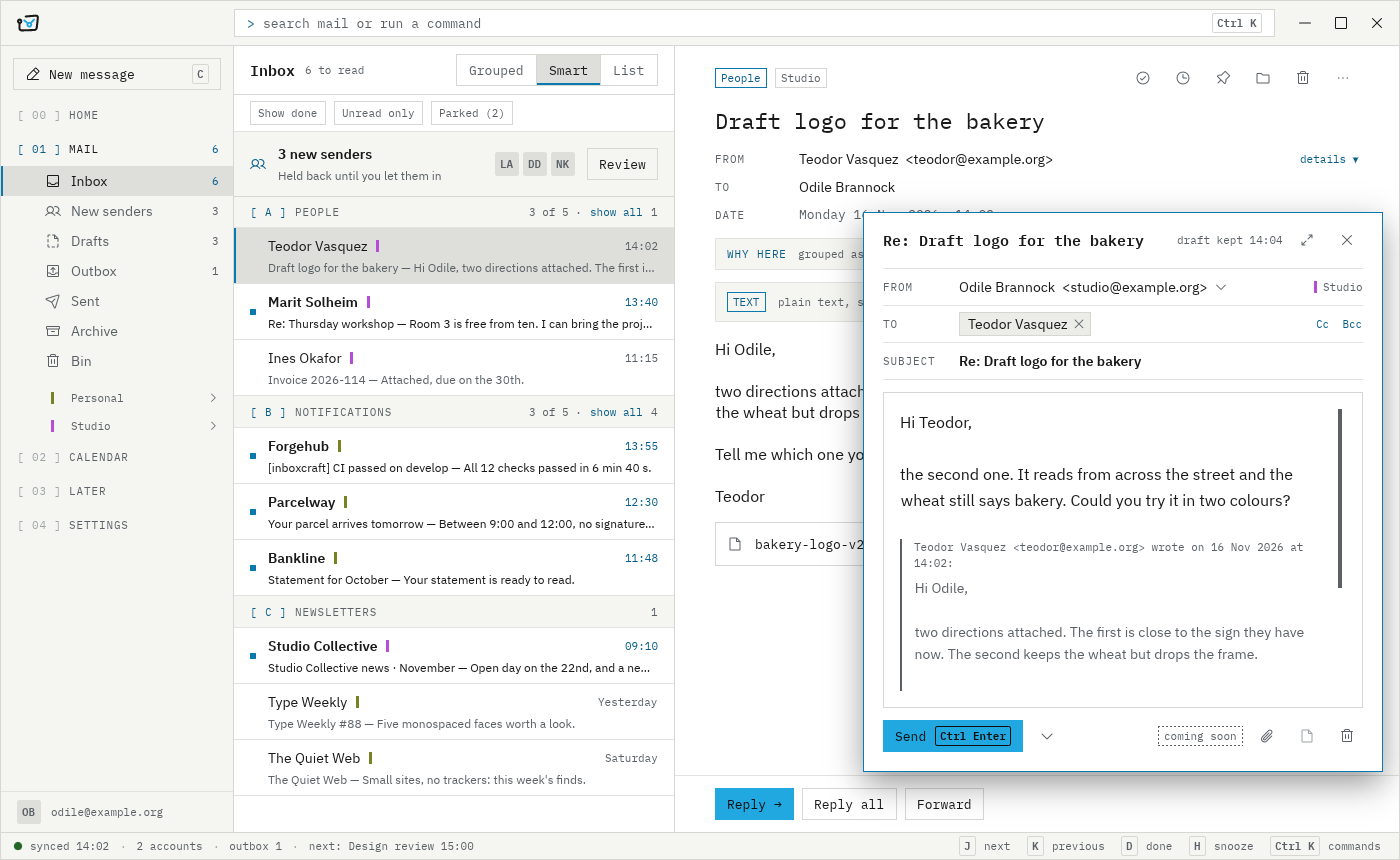 > search mail or run a command
Ctrl K
New message
C
[ 00 ] HOME
[ 01 ] MAIL 6
Inbox 6
New senders 3
Drafts 3
Outbox 1
Sent
Archive
Bin
Personal
Studio
[ 02 ] CALENDAR
[ 03 ] LATER
[ 04 ] SETTINGS
OB odile@example.org
Inbox 6 to read
Grouped Smart List
Show done Unread only Parked (2)
3 new senders
Held back until you let them in
LA DD NK
Review
[ A ] PEOPLE 3 of 5 · show all 1
Teodor Vasquez 14:02
Draft logo for the bakery — Hi Odile, two directions attached. The first i…
Marit Solheim 13:40
Re: Thursday workshop — Room 3 is free from ten. I can bring the proj…
Ines Okafor 11:15
Invoice 2026-114 — Attached, due on the 30th.
[ B ] NOTIFICATIONS 3 of 5 · show all 4
Forgehub 13:55
[inboxcraft] CI passed on develop — All 12 checks passed in 6 min 40 s.
Parcelway 12:30
Your parcel arrives tomorrow — Between 9:00 and 12:00, no signature…
Bankline 11:48
Statement for October — Your statement is ready to read.
[ C ] NEWSLETTERS 1
Studio Collective 09:10
Studio Collective news · November — Open day on the 22nd, and a ne…
Type Weekly Yesterday
Type Weekly #88 — Five monospaced faces worth a look.
The Quiet Web Saturday
The Quiet Web — Small sites, no trackers: this week's finds.
People Studio
Draft logo for the bakery
FROM Teodor Vasquez <teodor@example.org> details ▾
TO Odile Brannock
DATE Monday
WHY HERE grouped as
TEXT plain text, s
Hi Odile,
two directions attach
the wheat but drops
Tell me which one yo
Teodor
bakery-logo-v2
Reply → Reply all Forward
Re: Draft logo for the bakery draft kept 14:04
FROM Odile Brannock <studio@example.org> Studio
TO Teodor Vasquez Cc Bcc
SUBJECT Re: Draft logo for the bakery
Hi Teodor,
the second one. It reads from across the street and the
wheat still says bakery. Could you try it in two colours?
Teodor Vasquez <teodor@example.org> wrote on 16 Nov 2026 at
14:02:
Hi Odile,
two directions attached. The first is close to the sign they have
now. The second keeps the wheat but drops the frame.
Send Ctrl Enter
coming soon
synced 14:02 · 2 accounts · outbox 1 · next: Design review 15:00
J next K previous D done H snooze Ctrl K commands